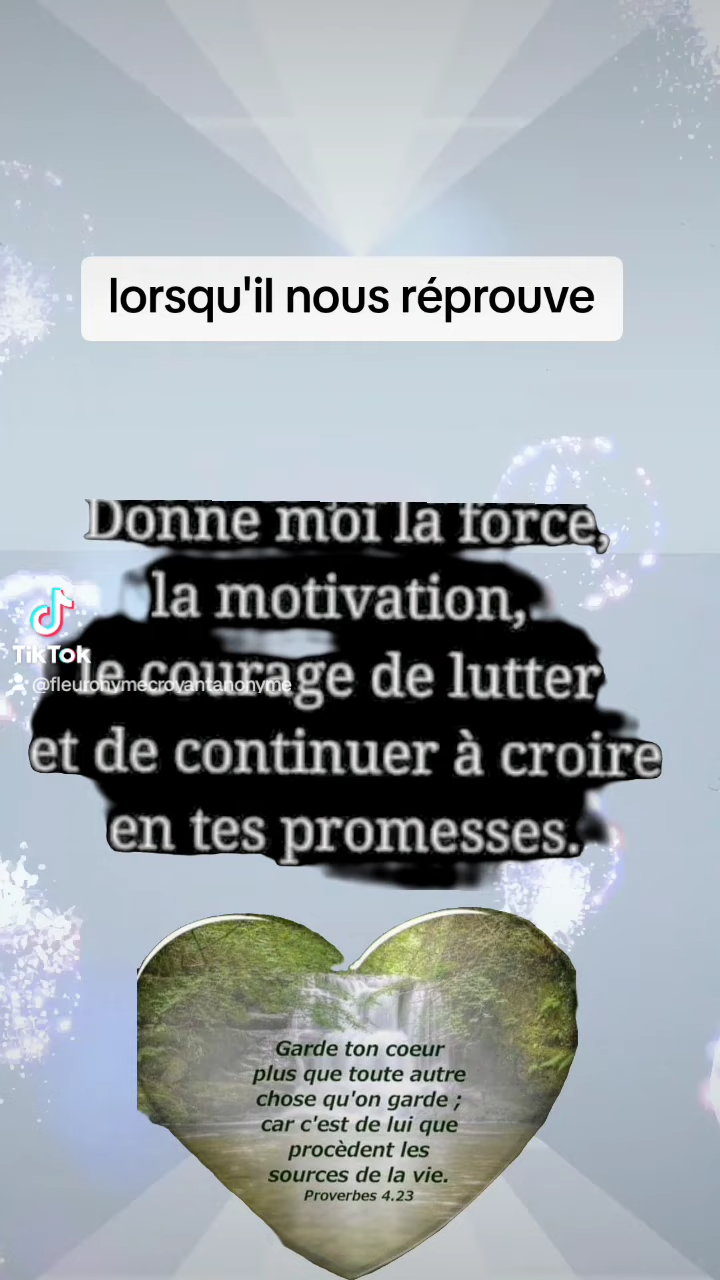 lorsqu'il nous réprouve
Donne moi la force,
la motivation,
Le courage de lutter
TikTok
@fleuronymecroyantanonyme
et de continuer à croire
en tes promesses.
Garde ton coeur
plus que toute autre
chose qu'on garde ;
car c'est de lui que
procèdent les
sources de la vie.
Proverbes 4.23